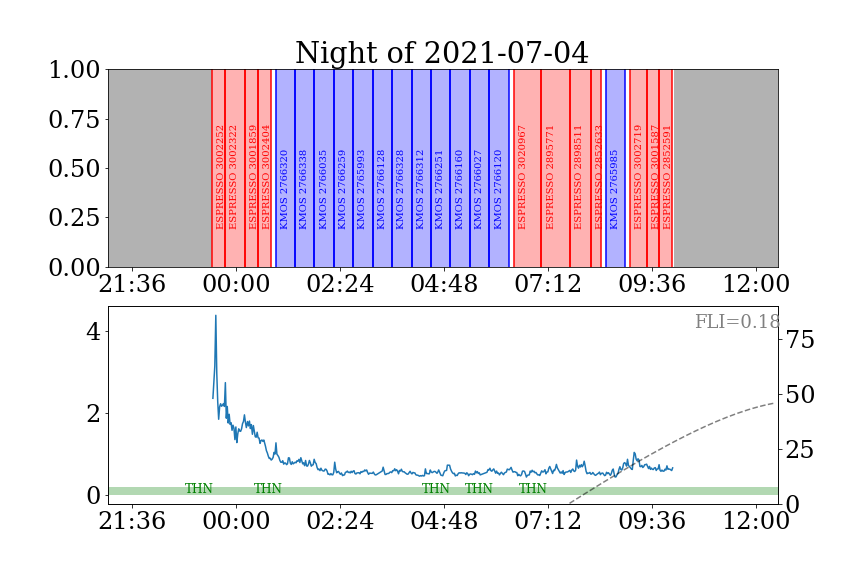 Night of 2021-07-04
1.00
0.75
0.50
0.25
0.00
ESPRESSO 3002252
ESPRESSO 3002322
ESPRESSO 3001859
ESPRESSO 3002404
KMOS 2766320
KMOS 2766338
KMOS 2766035
KMOS 2766259
KMOS 2765993
KMOS 2766128
KMOS 2766328
KMOS 2766312
KMOS 2766251
KMOS 2766160
KMOS 2766027
KMOS 2766120
ESPRESSO 3020967
ESPRESSO 2895771
ESPRESSO 2898511
ESPRESSO 2852633
KMOS 2765985
ESPRESSO 3002719
ESPRESSO 3001587
ESPRESSO 2852591
21:36 00:00 02:24 04:48 07:12 09:36 12:00
FLI=0.18
4
2
0
75
50
25
0
THN THN THN THN THN
21:36 00:00 02:24 04:48 07:12 09:36 12:00